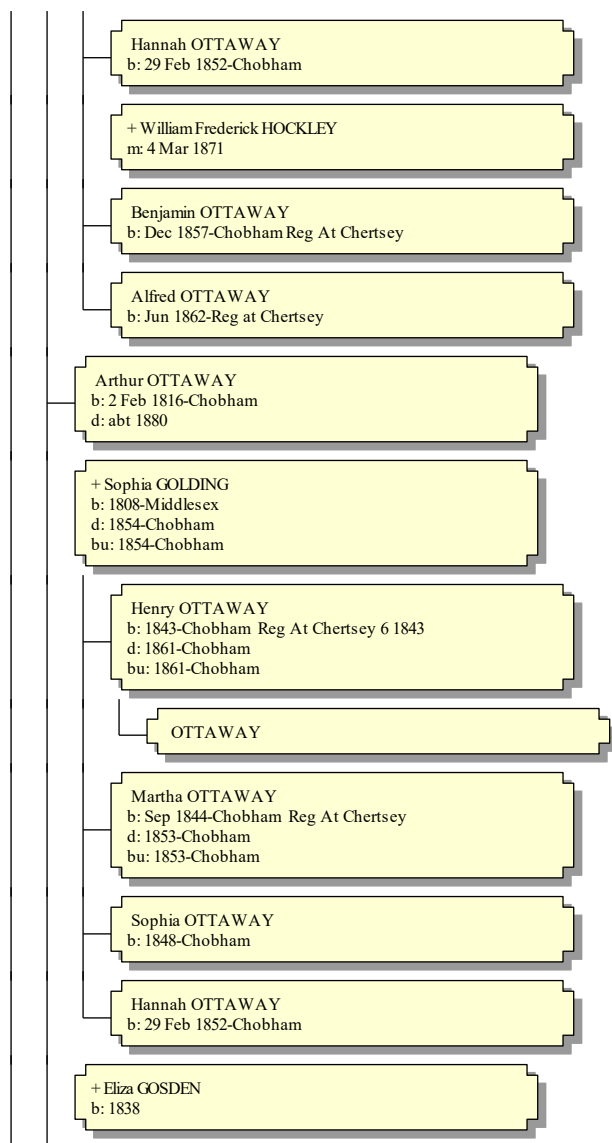 Hannah OTTAWAY
b: 29 Feb 1852-Chobham
+ William Frederick HOCKLEY
m: 4 Mar 1871
Benjamin OTTAWAY
b: Dec 1857-Chobham Reg At Chertsey
Alfred OTTAWAY
b: Jun 1862-Reg at Chertsey
Arthur OTTAWAY
b: 2 Feb 1816-Chobham
d: abt 1880
+ Sophia GOLDING
b: 1808-Middlesex
d: 1854-Chobham
bu: 1854-Chobham
Henry OTTAWAY
b: 1843-Chobham Reg At Chertsey 6 1843
d: 1861-Chobham
bu: 1861-Chobham
OTTAWAY
Martha OTTAWAY
b: Sep 1844-Chobham Reg At Chertsey
d: 1853-Chobham
bu: 1853-Chobham
Sophia OTTAWAY
b: 1848-Chobham
Hannah OTTAWAY
b: 29 Feb 1852-Chobham
+ Eliza GOSDEN
b: 1838